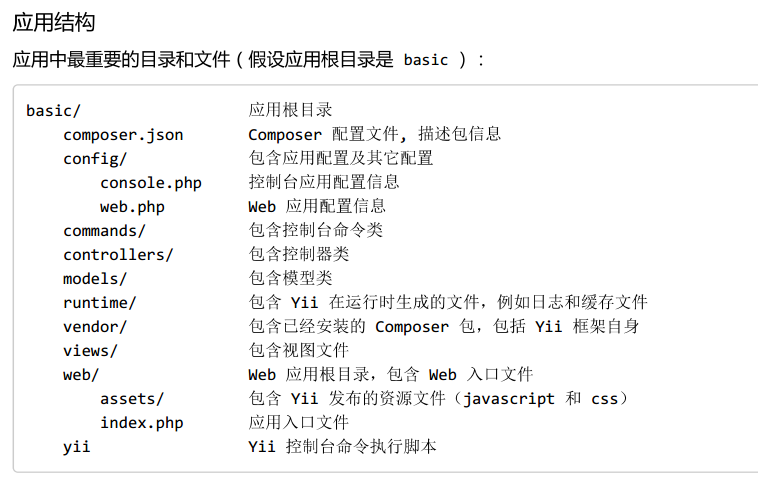 应用结构
应用中最重要的目录和文件（假设应用根目录是 basic ）：
basic/ 应用根目录
composer.json Composer 配置文件, 描述包信息
config/ 包含应用配置及其它配置
console.php 控制台应用配置信息
web.php Web 应用配置信息
commands/ 包含控制台命令类
controllers/ 包含控制器类
models/ 包含模型类
runtime/ 包含 Yii 在运行时生成的文件，例如日志和缓存文件
vendor/ 包含已经安装的 Composer 包，包括 Yii 框架自身
views/ 包含视图文件
web/ Web 应用根目录，包含 Web 入口文件
assets/ 包含 Yii 发布的资源文件（javascript 和 css）
index.php 应用入口文件
yii Yii 控制台命令执行脚本